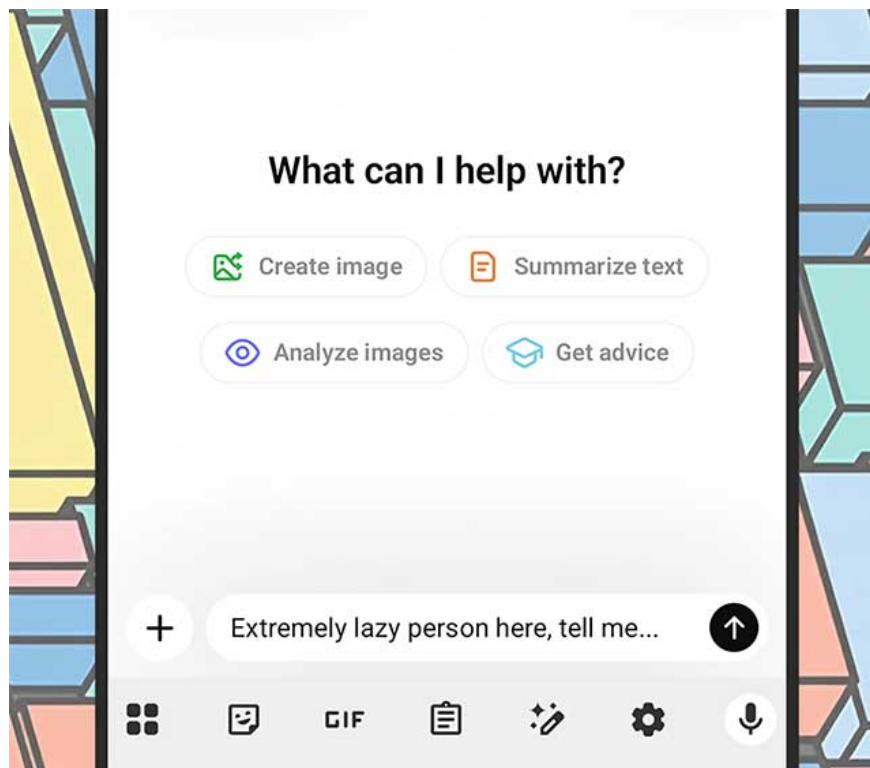 What can I help with?
Create image
Summarize text
Analyze images
Get advice
Extremely lazy person here, tell me...
GIF